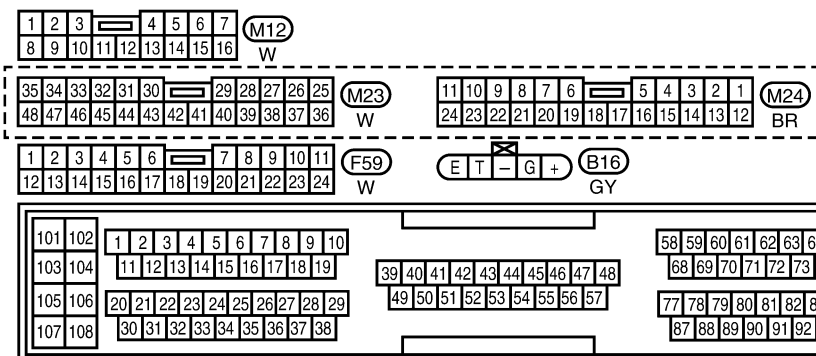 1 2 3 4 5 6 7 M12
8 9 10 11 12 13 14 15 16 W
35 34 33 32 31 30 29 28 27 26 25 M23 11 10 9 8 7 6 5 4 3 2 1 M24
48 47 46 45 44 43 42 41 40 39 38 37 36 W 24 23 22 21 20 19 18 17 16 15 14 13 12 BR
1 2 3 4 5 6 7 8 9 10 11 F59 E T − G + B16
12 13 14 15 16 17 18 19 20 21 22 23 24 W GY
101 102 1 2 3 4 5 6 7 8 9 10 58 59 60 61 62 63
103 104 11 12 13 14 15 16 17 18 19 39 40 41 42 43 44 45 46 47 48 68 69 70 71 72 73
105 106 20 21 22 23 24 25 26 27 28 29 49 50 51 52 53 54 55 56 57 77 78 79 80 81 82
107 108 30 31 32 33 34 35 36 37 38 87 88 89 90 91 92